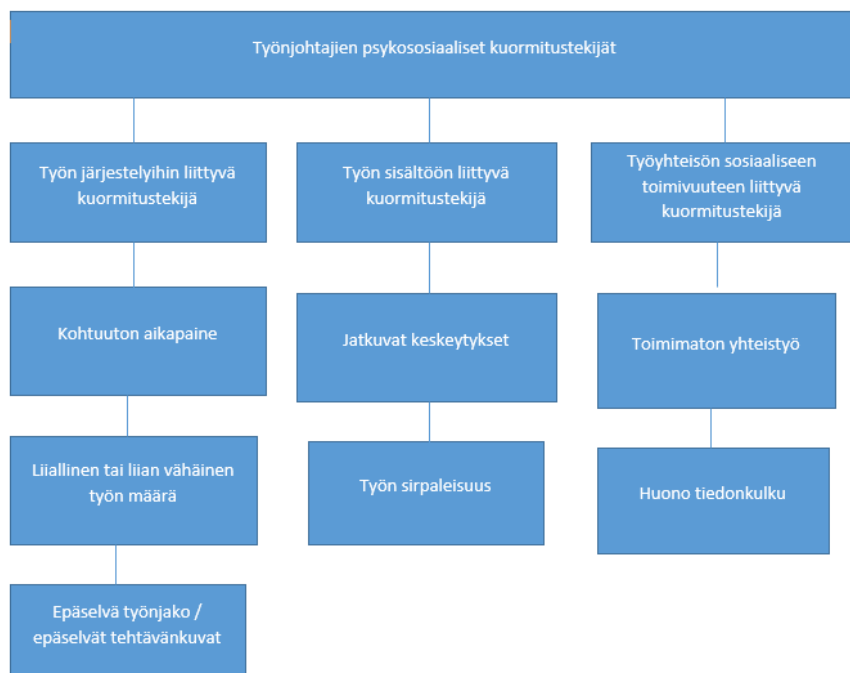 Työnjohtajien psykososiaaliset kuormitustekijät
Työn järjestelyihin liittyvä
kuormitustekijä
Työn sisältöön liittyvä
kuormitustekijä
Työyhteisön sosiaaliseen
toimivuuteen liittyvä
kuormitustekijä
Kohtuuton aikapaine
Jatkuvat keskeytykset
Toimimaton yhteistyö
Liiallinen tai liian vähäinen
työn määrä
Työn sirpaleisuus
Huono tiedonkulku
Epäselvä työnjako /
epäselvät tehtävänkuvat